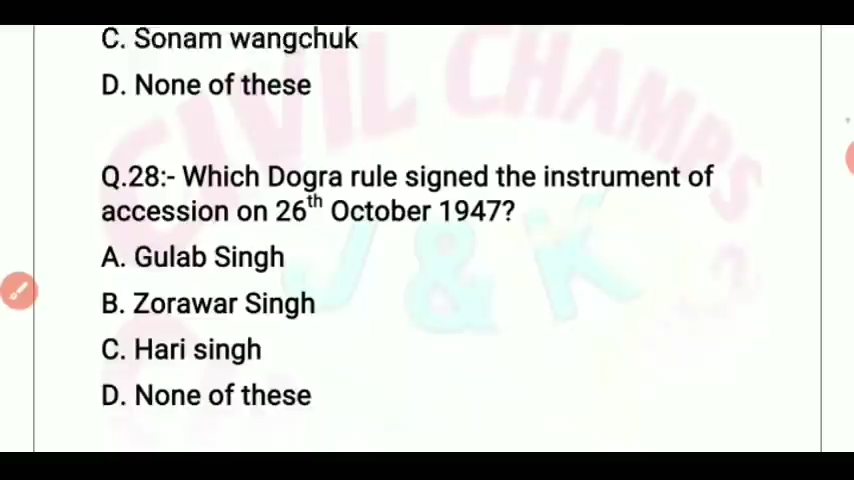 C. Sonam wangchuk
D. None of these
CIVIL CHAMPS
Q.28:- Which Dogra rule signed the instrument of
accession on 26th October 1947?
A. Gulab Singh
J & K
B. Zorawar Singh
C. Hari singh
D. None of these